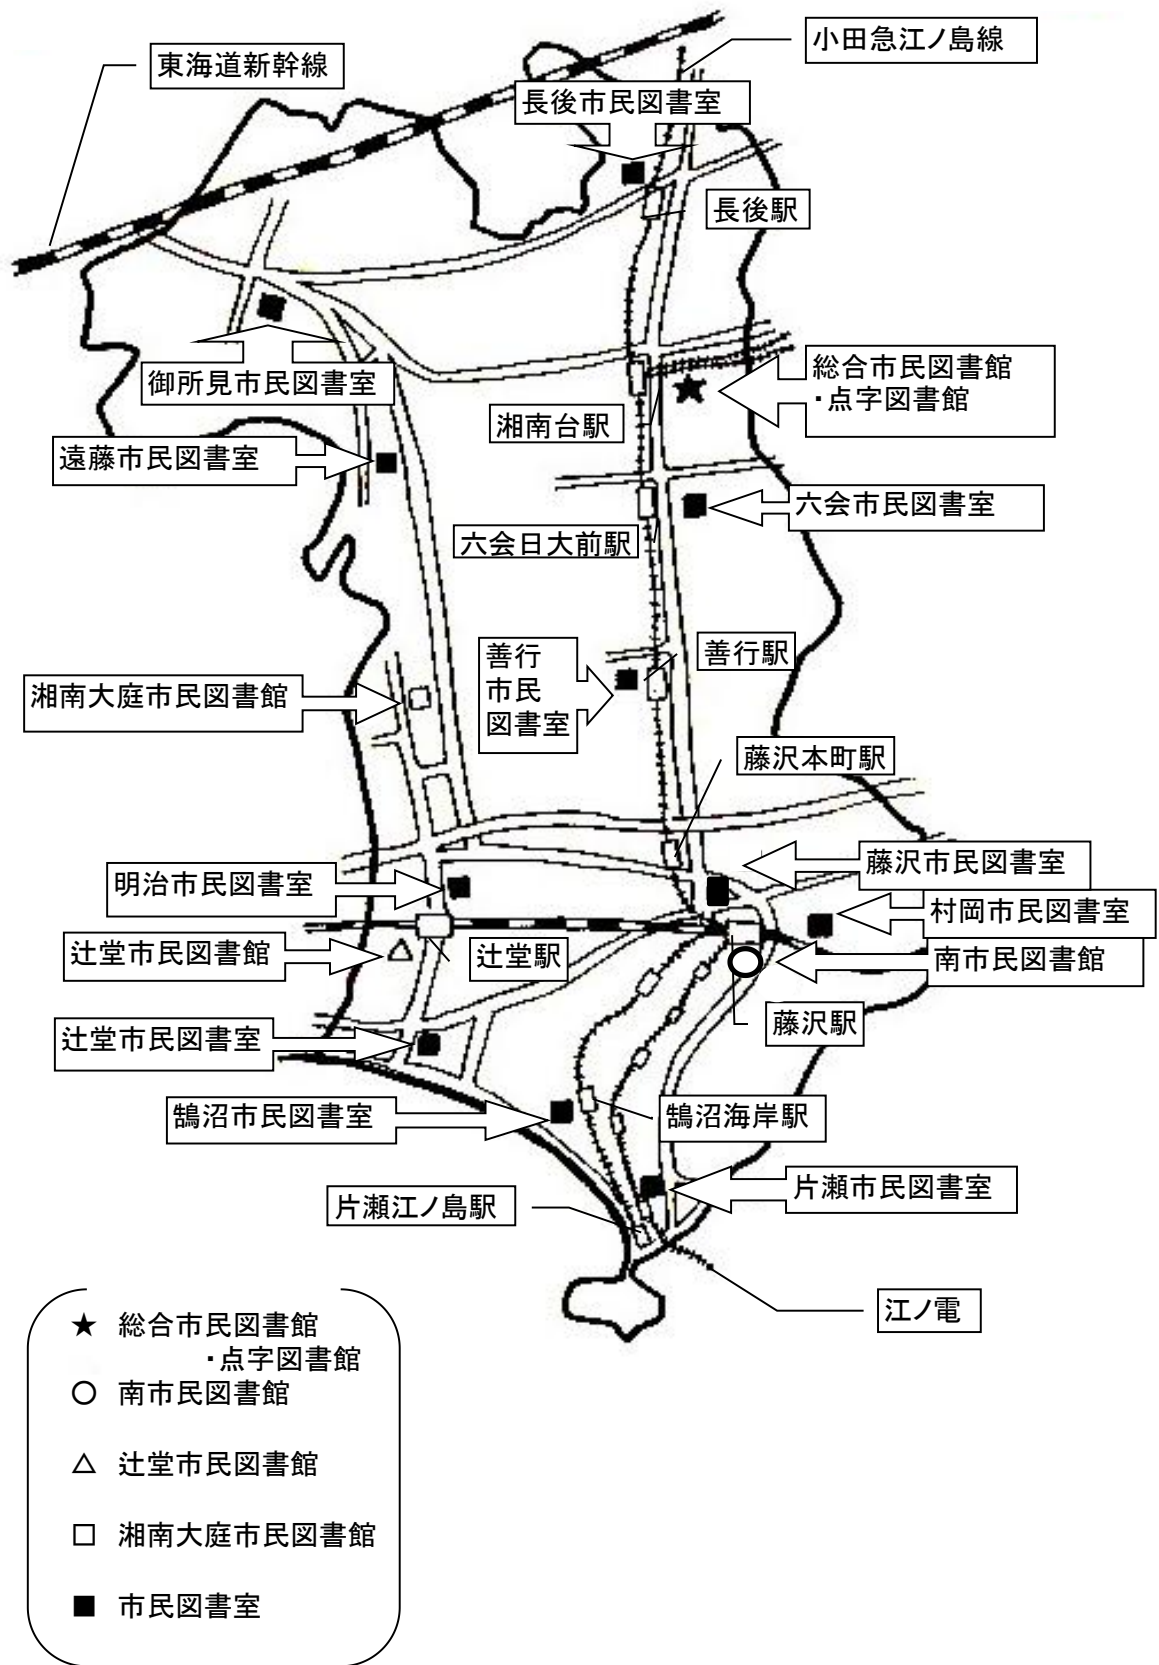 小田急江ノ島線
東海道新幹線
長後市民図書室
長後駅
御所見市民図書室
総合市民図書館
・点字図書館
湘南台駅
遠藤市民図書室
六会市民図書室
六会日大前駅
善行
市民
図書室
善行駅
湘南大庭市民図書館
藤沢本町駅
藤沢市民図書室
明治市民図書室
村岡市民図書室
辻堂市民図書館
辻堂駅
南市民図書館
藤沢駅
辻堂市民図書室
鵠沼市民図書室
鵠沼海岸駅
片瀬市民図書室
片瀬江ノ島駅
江ノ電
★ 総合市民図書館
・点字図書館
○ 南市民図書館
△ 辻堂市民図書館
□ 湘南大庭市民図書館
■ 市民図書室